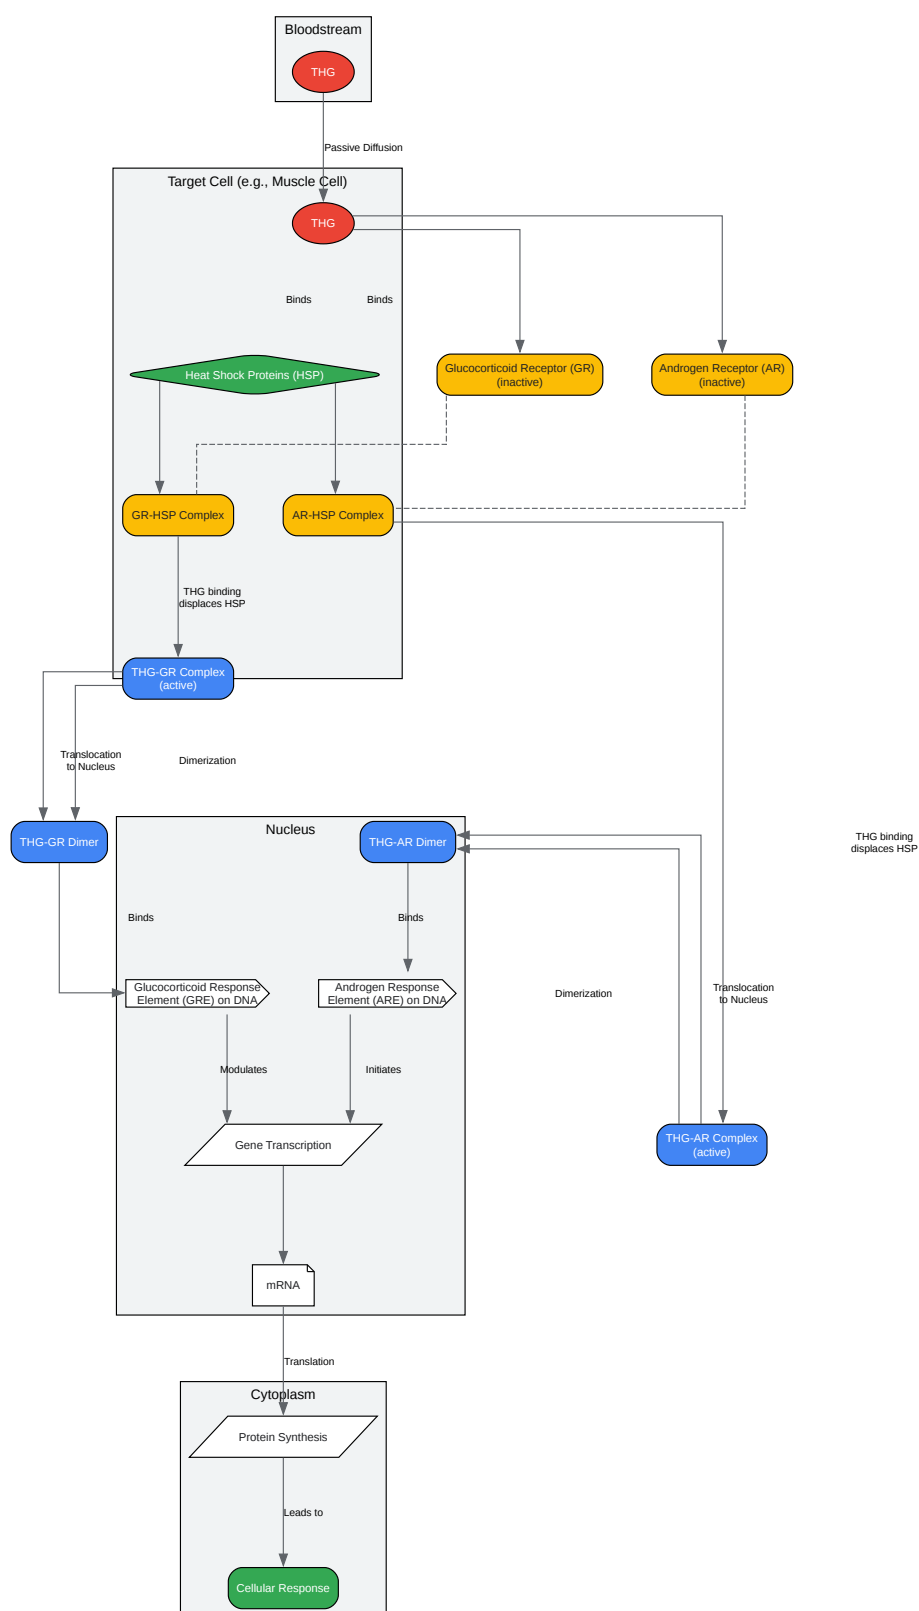 Bloodstream
THG
Passive Diffusion
Target Cell (e.g., Muscle Cell)
THG
Binds
Binds
Heat Shock Proteins (HSP)
Glucocorticoid Receptor (GR)
(inactive)
Androgen Receptor (AR)
(inactive)
GR-HSP Complex
AR-HSP Complex
THG binding
displaces HSP
THG-GR Complex
(active)
Translocation
to Nucleus
Dimerization
THG-GR Dimer
Nucleus
THG-AR Dimer
THG binding
displaces HSP
Binds
Binds
Glucocorticoid Response
Element (GRE) on DNA
Androgen Response
Element (ARE) on DNA
Dimerization
Translocation
to Nucleus
Modulates
Initiates
Gene Transcription
THG-AR Complex
(active)
mRNA
Translation
Cytoplasm
Protein Synthesis
Leads to
Cellular Response